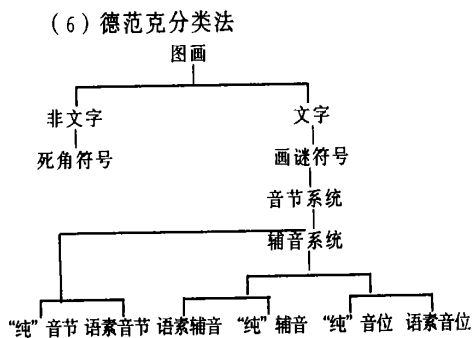 （6）德范克分类法
图画
非文字 文字
死角符号 画谜符号
音节系统
辅音系统
“纯”音节 语素音节 语素辅音 “纯”辅音 “纯”音位 语素音位